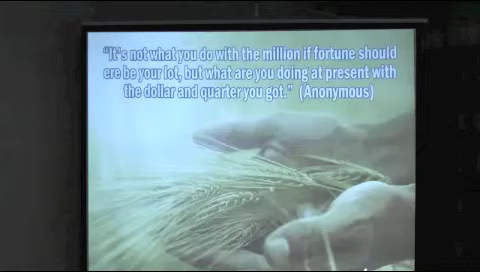 "It's not what you do with the million if fortune should
ere be your lot, but what are you doing at present with
the dollar and quarter you got." (Anonymous)